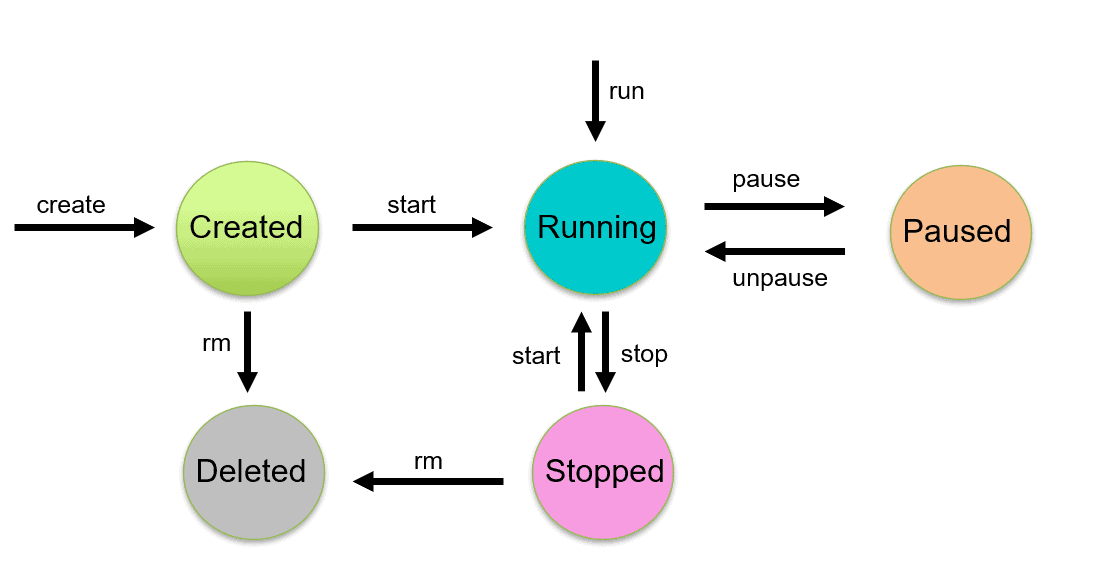 run
create
Created
start
Running
pause
unpause
Paused
rm
start
stop
Deleted
rm
Stopped